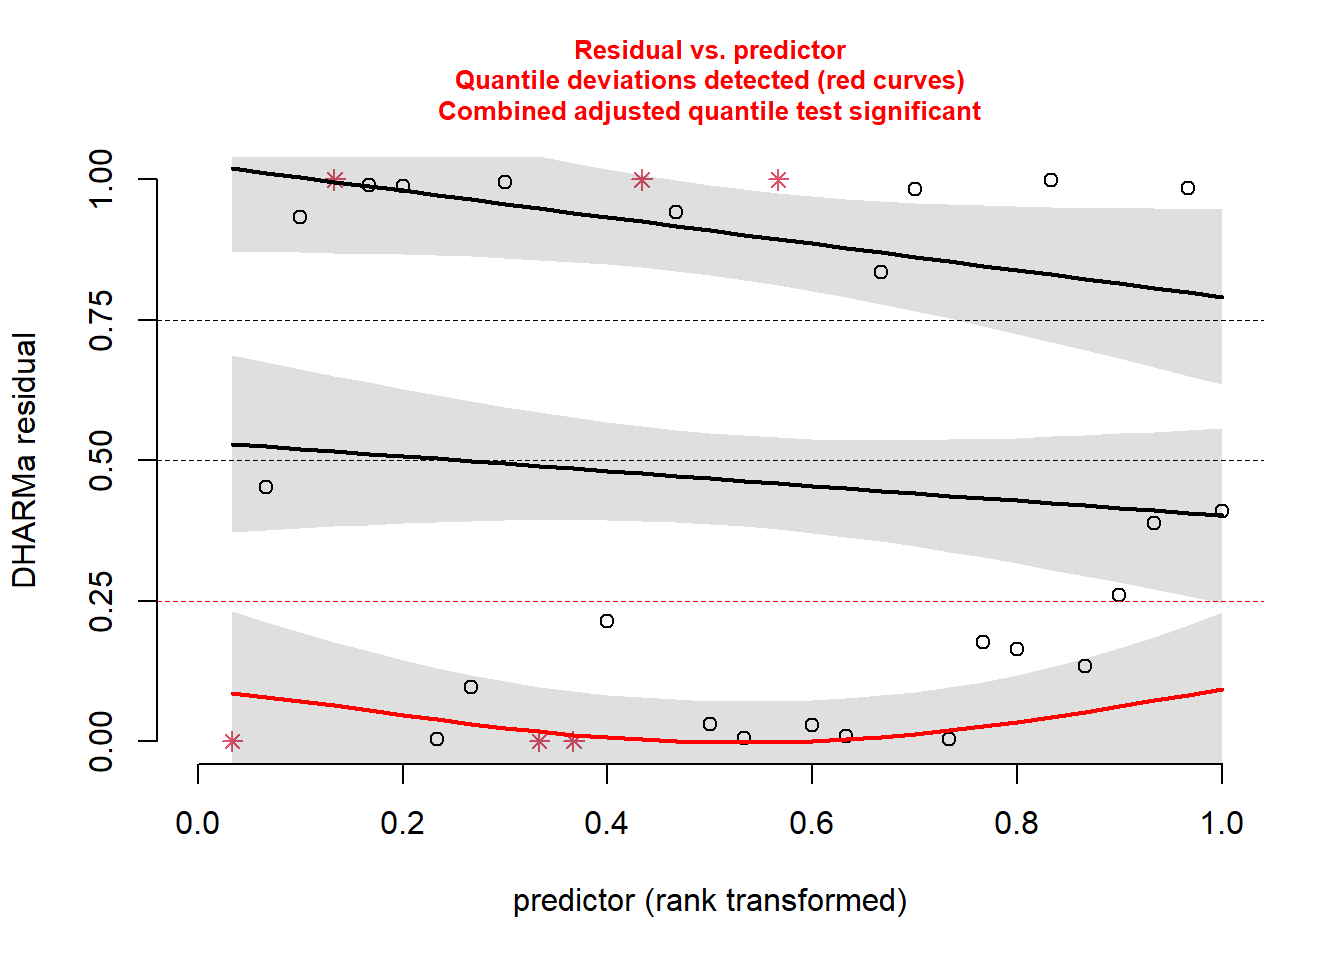 Residual vs. predictor
Quantile deviations detected (red curves)
Combined adjusted quantile test significant
DHARMa residual
1.00
0.75
0.50
0.25
0.00
0.0 0.2 0.4 0.6 0.8 1.0
predictor (rank transformed)